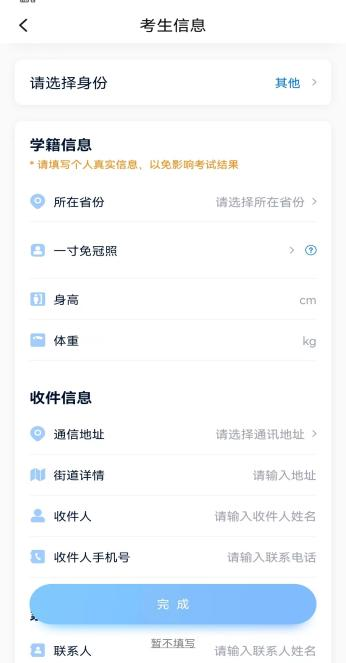 考生信息
请选择身份 其他
学籍信息
* 请填写个人真实信息、以免影响考试结果
所在省份 请选择所在省份
一寸免冠照
身高 cm
体重 kg
收件信息
通信地址 请选择通讯地址
街道详情 请输入地址
收件人 请输入收件人姓名
收件人手机号 请输入联系电话
完成
暂不填写
联系人 请输入联系人姓名